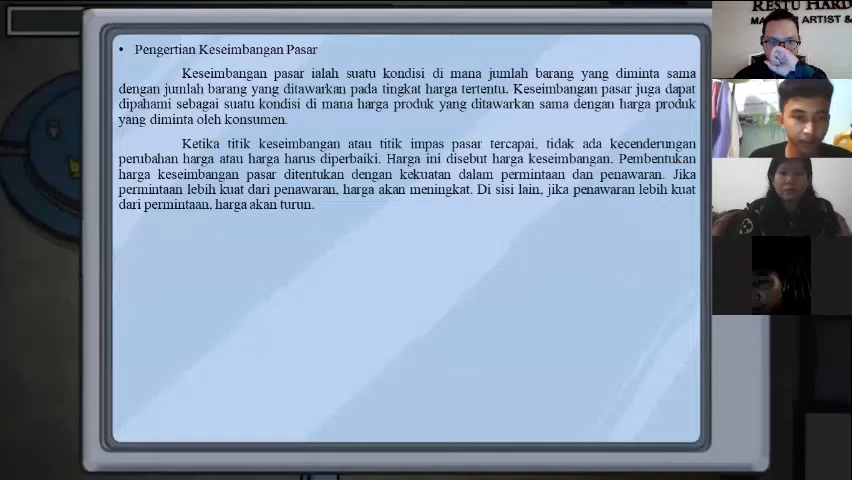 RESTU HARD
MA ARTIST &
• Pengertian Keseimbangan Pasar
Keseimbangan pasar ialah suatu kondisi di mana jumlah barang yang diminta sama
dengan jumlah barang yang ditawarkan pada tingkat harga tertentu. Keseimbangan pasar juga dapat
dipahami sebagai suatu kondisi di mana harga produk yang ditawarkan sama dengan harga produk
yang diminta oleh konsumen.
Ketika titik keseimbangan atau titik impas pasar tercapai, tidak ada kecenderungan
perubahan harga atau harga harus diperbaiki. Harga ini disebut harga keseimbangan. Pembentukan
harga keseimbangan pasar ditentukan dengan kekuatan dalam permintaan dan penawaran. Jika
permintaan lebih kuat dari penawaran, harga akan meningkat. Di sisi lain, jika penawaran lebih kuat
dari permintaan, harga akan turun.